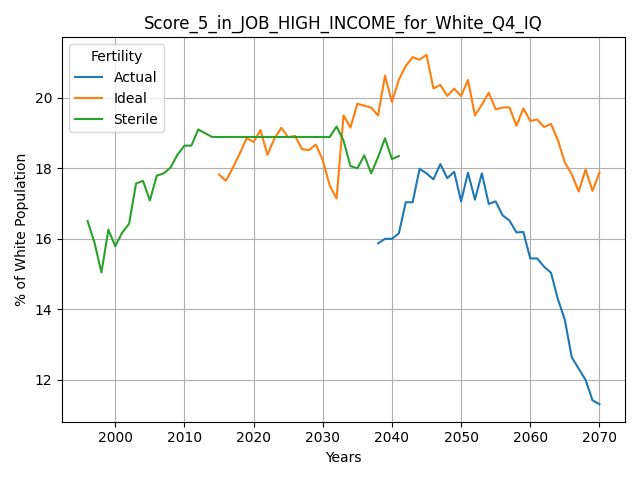 Score_5_in_JOB_HIGH_INCOME_for_White_Q4_IQ
Fertility
Actual
Ideal
Sterile
% of White Population
20
18
16
14
12
2000 2010 2020 2030 2040 2050 2060 2070
Years